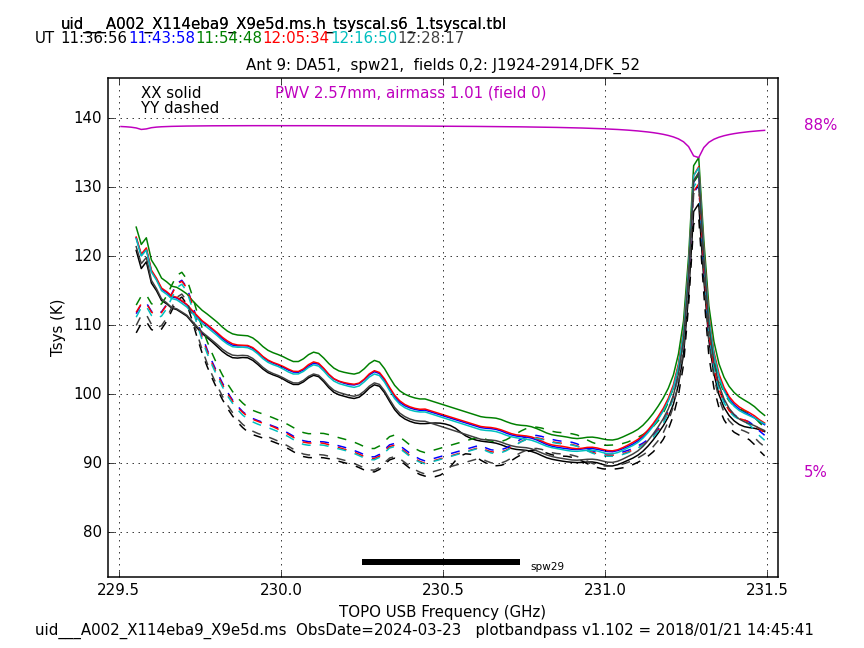 uid___A002_X114eba9_X9e5d.ms.h_tsyscal.s6_1.tsyscal.tbl
UT 11:36:56 11:43:58 11:54:48 12:05:34 12:16:50 12:28:17
Ant 9: DA51, spw21, fields 0,2: J1924-2914,DFK_52
XX solid PWV 2.57mm, airmass 1.01 (field 0)
YY dashed
88%
5%
140
130
120
110
100
90
80
Tsys (K)
spw29
229.5 230.0 230.5 231.0 231.5
TOPO USB Frequency (GHz)
uid___A002_X114eba9_X9e5d.ms ObsDate=2024-03-23 plotbandpass v1.102 = 2018/01/21 14:45:41